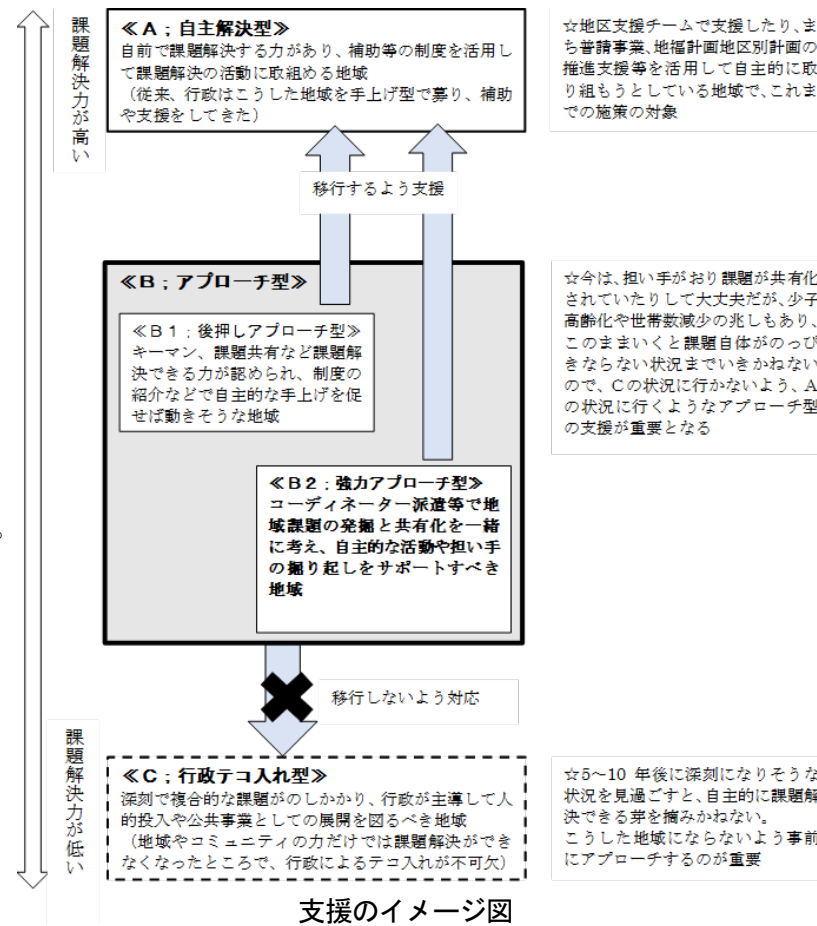 課題解決力が高い
≪A；自主解決型≫
自前で課題解決する力があり、補助等の制度を活用し
て課題解決の活動に取組める地域
（従来、行政はこうした地域を手上げ型で募り、補助
や支援をしてきた）
☆地区支援チームで支援したり、ま
ち普請事業、地福計画地区別計画の
推進支援等を活用して自主的に取
り組もうとしている地域で、これま
での施策の対象
移行するよう支援
≪B；アプローチ型≫
≪B1；後押しアプローチ型≫
キーマン、課題共有など課題解
決できる力が認められ、制度の
紹介などで自主的な手上げを促
せば動きそうな地域
≪B2；強力アプローチ型≫
コーディネーター派遣等で地
域課題の発掘と共有化を一緒
に考え、自主的な活動や担い手
の掘り起しをサポートすべき
地域
☆今は、担い手がおり課題が共有化
されていたりして大丈夫だが、少子
高齢化や世帯数減少の兆しもあり、
このままいくと課題自体がのっぴ
きならない状況までいきかねない
ので、Cの状況に行かないよう、A
の状況に行くようなアプローチ型
の支援が重要となる
移行しないよう対応
課題解決力が低い
≪C；行政テコ入れ型≫
深刻で複合的な課題がのしかかり、行政が主導して人
的投入や公共事業としての展開を図るべき地域
（地域やコミュニティの力だけでは課題解決ができ
なくなったところで、行政によるテコ入れが不可欠）
☆5～10 年後に深刻になりそうな
状況を見過ごすと、自主的に課題解
決できる芽を摘みかねない。
こうした地域にならないよう事前
にアプローチするのが重要
支援のイメージ図